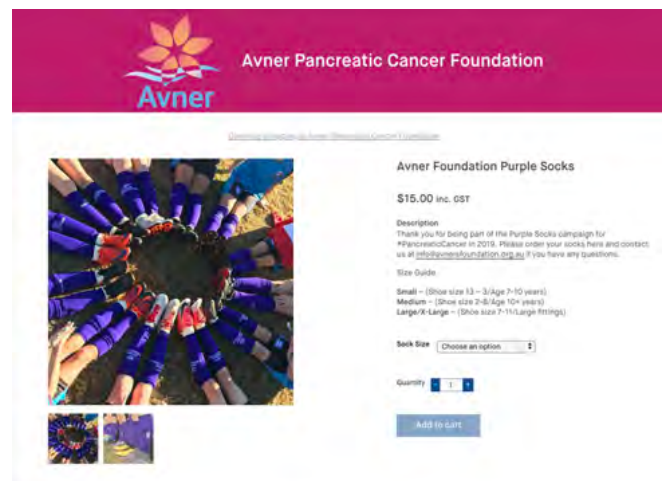 Avner Pancreatic Cancer Foundation
Avner
Avner Foundation Purple Socks
$15.00 inc. GST
Description
Thank you for being part of the Purple Socks campaign for
#PancreaticCancer in 2019. Please order your socks here and contact
us at info@avnersfoundation.org.au if you have any questions.
Size Guide
Small – (Shoe size 13 – 3/Age 7-10 years)
Medium – (Shoe size 2-8/Age 10+ years)
Large/X-Large – (Shoe size 7-11/Large fittings)
Sock Size Choose an option
Quantity - 1 +
Add to cart